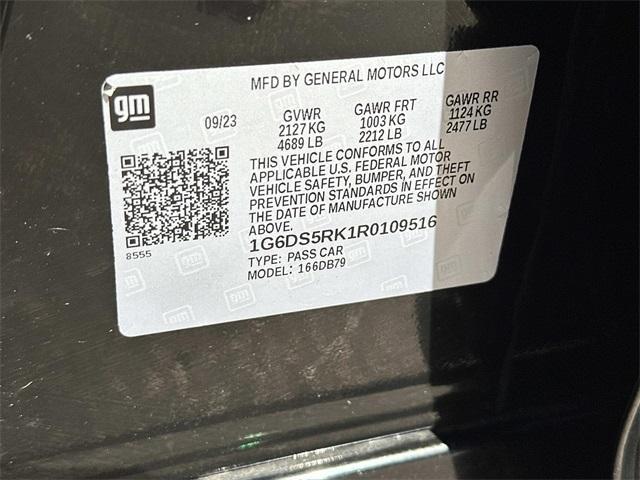 MFD BY GENERAL MOTORS LLC
gm
09/23
GVWR
2127 KG
4689 LB
GAWR FRT
1003 KG
2212 LB
GAWR RR
1124 KG
2477 LB
THIS VEHICLE CONFORMS TO ALL
APPLICABLE U.S. FEDERAL MOTOR
VEHICLE SAFETY, BUMPER, AND THEFT
PREVENTION STANDARDS IN EFFECT ON
THE DATE OF MANUFACTURE SHOWN
ABOVE.
1G6DS5RK1R0109516
TYPE: PASS CAR
MODEL: 166DB79
8555